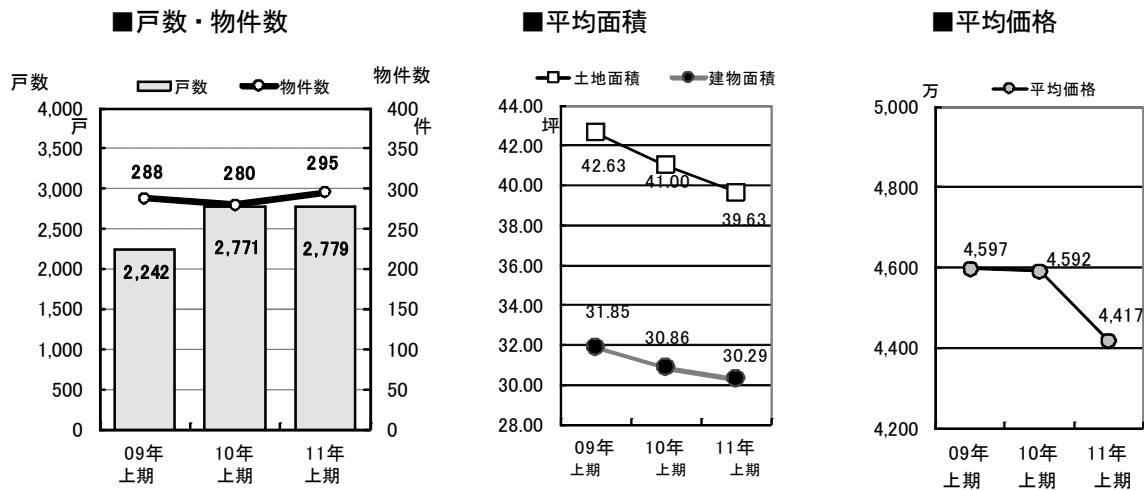 ■戸数・物件数
戸数
物件数
戸数 物件数
戸
件
4,000
3,500
3,000
2,500
2,000
1,500
1,000
500
0
400
350
300
250
200
150
100
50
0
288
280
295
2,242
2,771
2,779
09年
上期
10年
上期
11年
上期
■平均面積
土地面積 建物面積
坪
44.00
42.00
40.00
38.00
36.00
34.00
32.00
30.00
28.00
42.63
41.00
39.63
31.85
30.86
30.29
09年
上期
10年
上期
11年
上期
■平均価格
万
平均価格
5,000
4,800
4,600
4,400
4,200
4,597
4,592
4,417
09年
上期
10年
上期
11年
上期